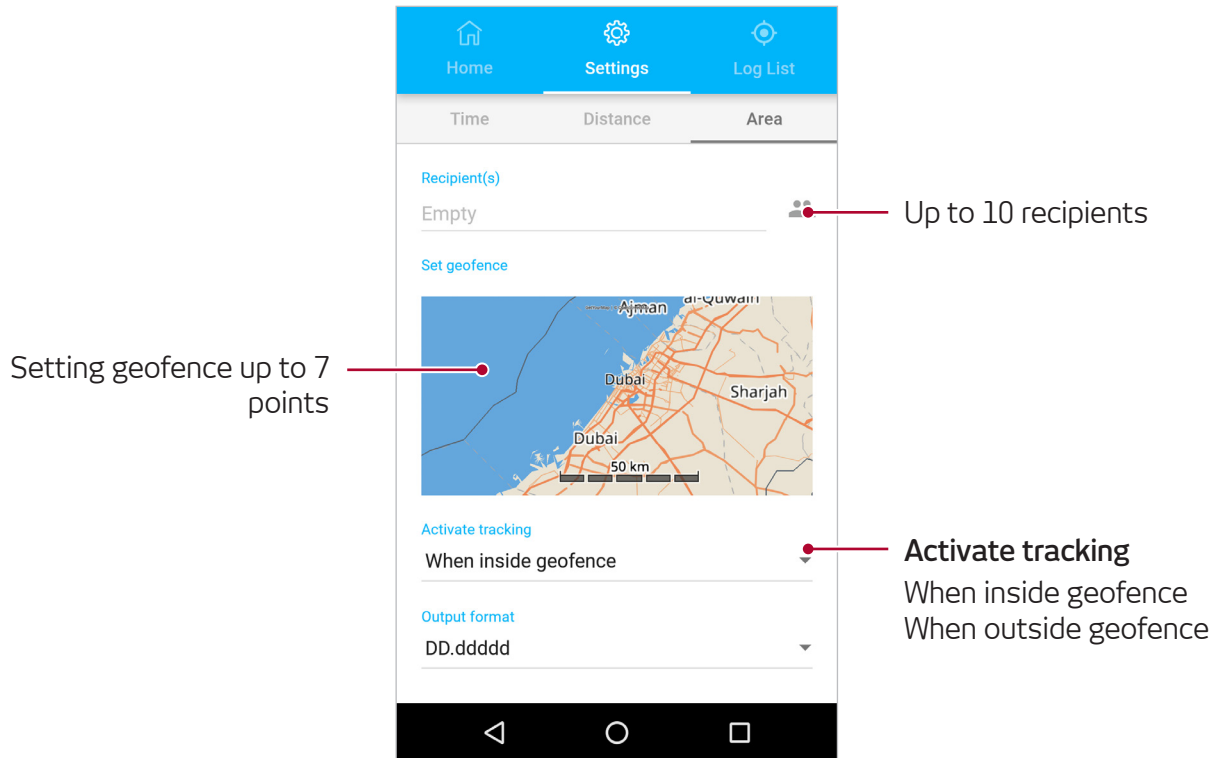 Home
Settings
Log List
Time
Distance
Area
Recipient(s)
Empty
Up to 10 recipients
Set geofence
al-Quwain
Ajman
Setting geofence up to 7
points
Dubai
Sharjah
Dubai
50 km
Activate tracking
When inside geofence
Activate tracking
When inside geofence
When outside geofence
Output format
DD.ddddd